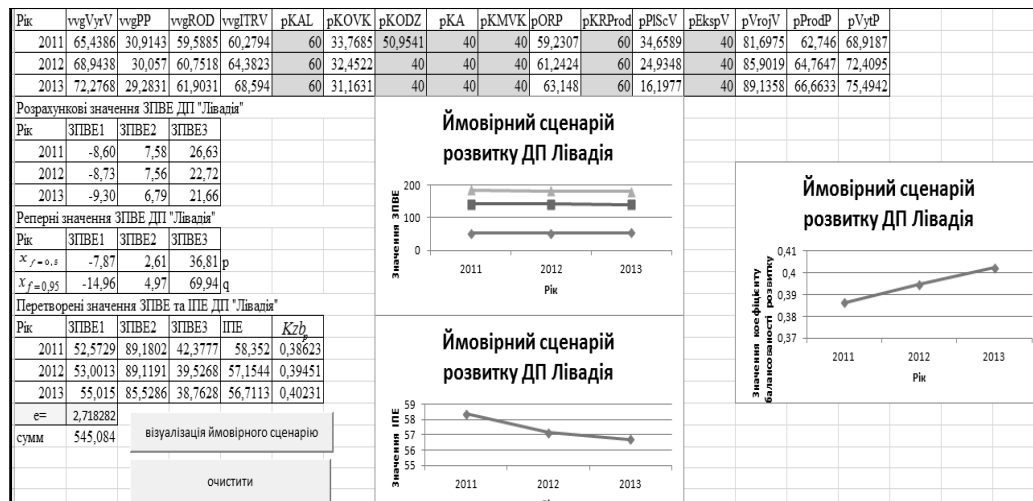 Рік vvgVyrV vvgPP vvgROD vvgITRV pKAL pKOVK pKODZ pKA pKMVK pORP pKRProd pPlScV pEkspV pVrojV pProdP pVytP
2011 65,4386 30,9143 59,5885 60,2794 60 33,7685 50,9541 40 40 59,2307 60 34,6589 40 81,6975 62,746 68,9187
2012 68,9438 30,057 60,7518 64,3823 60 32,4522 40 40 40 61,2424 60 24,9348 40 85,9019 64,7647 72,4095
2013 72,2768 29,2831 61,9031 68,594 60 31,1631 40 40 40 63,148 60 16,1977 40 89,1358 66,6633 75,4942
Розрахункові значення ЗПВЕ ДП "Лівадія"
Рік ЗПВЕ1 ЗПВЕ2 ЗПВЕ3
2011 -8,60 7,58 26,63
2012 -8,73 7,56 22,72
2013 -9,30 6,79 21,66
Реперні значення ЗПВЕ ДП "Лівадія"
Рік ЗПВЕ1 ЗПВЕ2 ЗПВЕ3
x f=0,5 -7,87 2,61 36,81 p
x f=0,95 -14,96 4,97 69,94 q
Перетворені значення ЗПВЕ та ІПЕ ДП "Лівадія"
Рік ЗПВЕ1 ЗПВЕ2 ЗПВЕ3 ІПЕ Kzb p
2011 52,5729 89,1802 42,3777 58,352 0,38623
2012 53,0013 89,1191 39,5268 57,1544 0,39451
2013 55,015 85,5286 38,7628 56,7113 0,40231
e= 2,718282
сумм 545,084
візуалізація ймовірного сценарію
очистити
Ймовірний сценарій
розвитку ДП Лівадія
Значення ЗПВЕ
200
100
0
2011 2012 2013
Рік
Ймовірний сценарій
розвитку ДП Лівадія
Значення ІПЕ
59
58
57
56
55
2011 2012 2013
Ймовірний сценарій
розвитку ДП Лівадія
Значення коефіцієнту
балансованості розвитку
0,41
0,4
0,39
0,38
0,37
2011 2012 2013
Рік